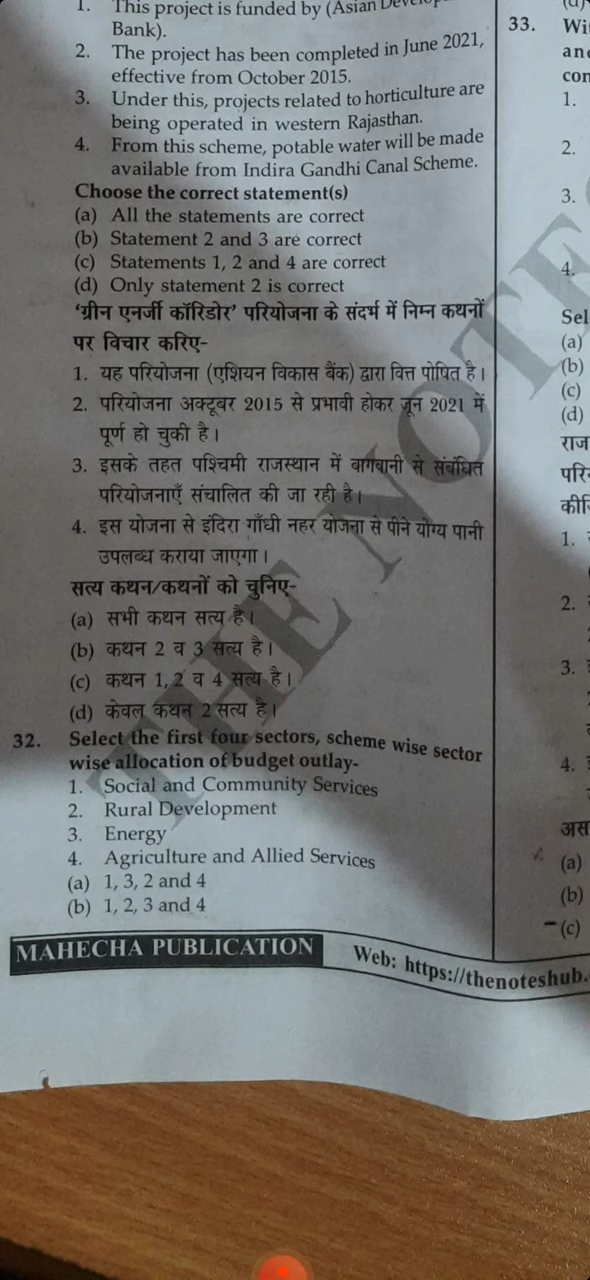 1. This project is funded by (Asian
Bank).
2. The project has been completed in June 2021,
effective from October 2015.
3. Under this, projects related to horticulture are
being operated in western Rajasthan.
4. From this scheme, potable water will be made
available from Indira Gandhi Canal Scheme.
Choose the correct statement(s)
(a) All the statements are correct
(b) Statement 2 and 3 are correct
(c) Statements 1, 2 and 4 are correct
(d) Only statement 2 is correct
'ग्रीन एनर्जी कॉरिडोर' परियोजना के संदर्भ में निम्न कथनों
पर विचार करिए-
1. यह परियोजना (एशियन विकास बैंक) द्वारा वित्त पोषित है।
2. परियोजना अक्टूबर 2015 से प्रभावी होकर जून 2021 में
पूर्ण हो चुकी है।
3. इसके तहत पश्चिमी राजस्थान में बागबानी से संबंधित
परियोजनाएँ संचालित की जा रही है।
4. इस योजना से इंदिरा गाँधी नहर योजना से पीने योग्य पानी
उपलब्ध कराया जाएगा।
सत्य कथन/कथनों को चुनिए-
(a) सभी कथन सत्य है।
(b) कथन 2 व 3 सत्य है।
(c) कथन 1, 2 व 4 सत्य है।
(d) केवल कथन 2 सत्य है।
32. Select the first four sectors, scheme wise sector
wise allocation of budget outlay-
1. Social and Community Services
2. Rural Development
3. Energy
4. Agriculture and Allied Services
(a) 1, 3, 2 and 4
(b) 1, 2, 3 and 4
33.
1.
2.
3.
4.
Sel
(a)
(b)
(c)
(d)
राज
परि
1.
2.
3.
4.
अस
(a)
(b)
(c)
THE NOTES
MAHECHA PUBLICATION
Web: https://thenoteshub.